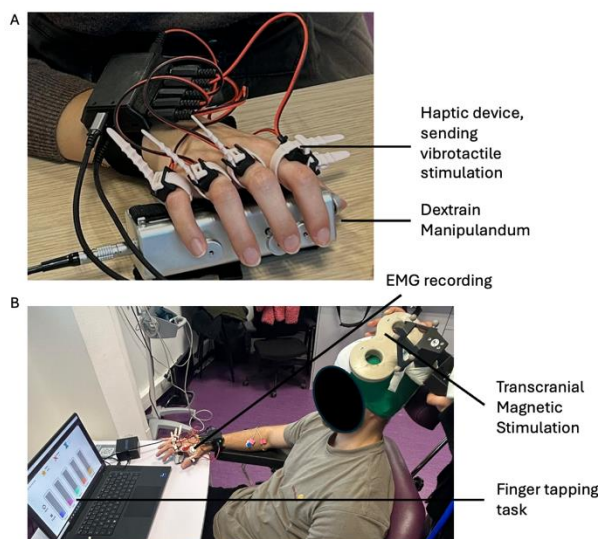 A
Haptic device,
sending
vibrotactile
stimulation
Dextrain
Manipulandum
EMG recording
B
Transcranial
Magnetic
Stimulation
Finger tapping
task